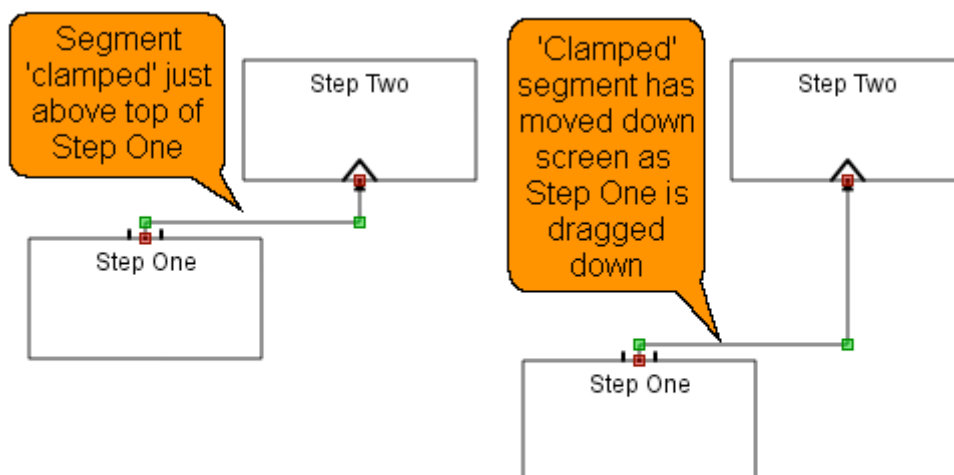 Segment
'clamped' just
above top of
Step One
Step Two
Step One
'Clamped'
segment has
moved down
screen as
Step One is
dragged
down
Step Two
Step One